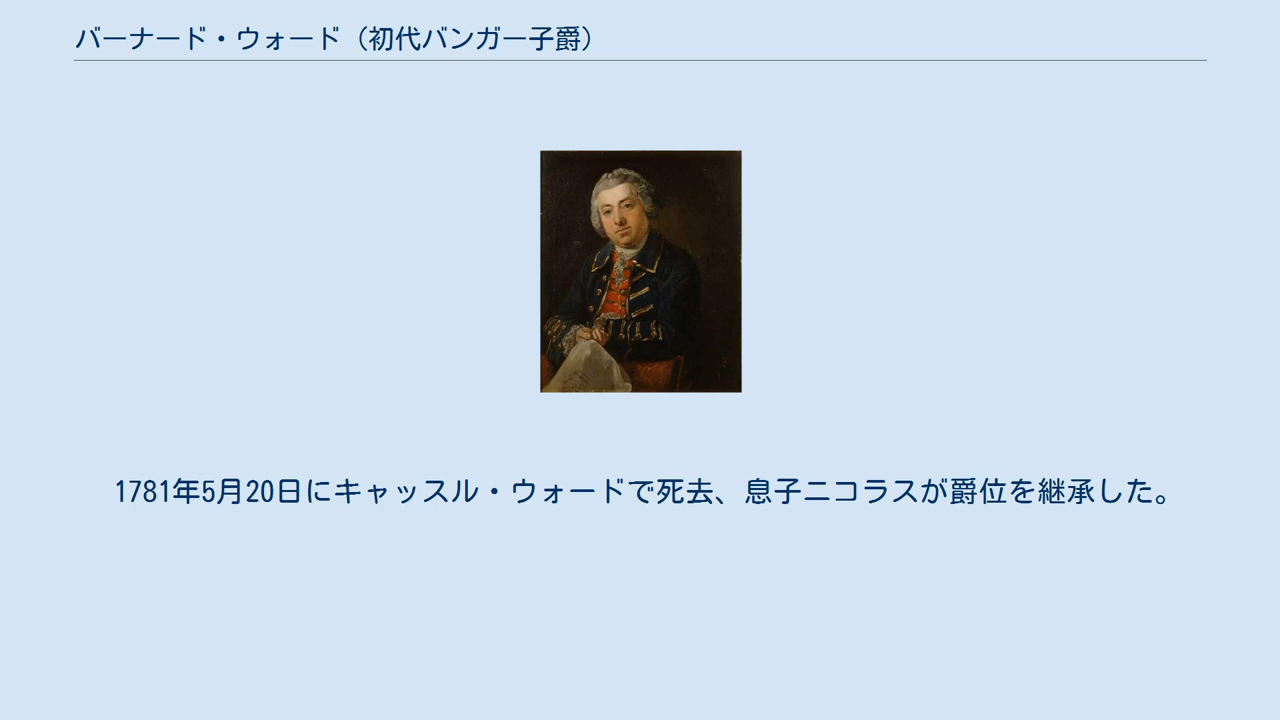 バーナード・ウォード（初代バンガー子爵）
1781年5月20日にキャッスル・ウォードで死去、息子ニコラスが爵位を継承した。